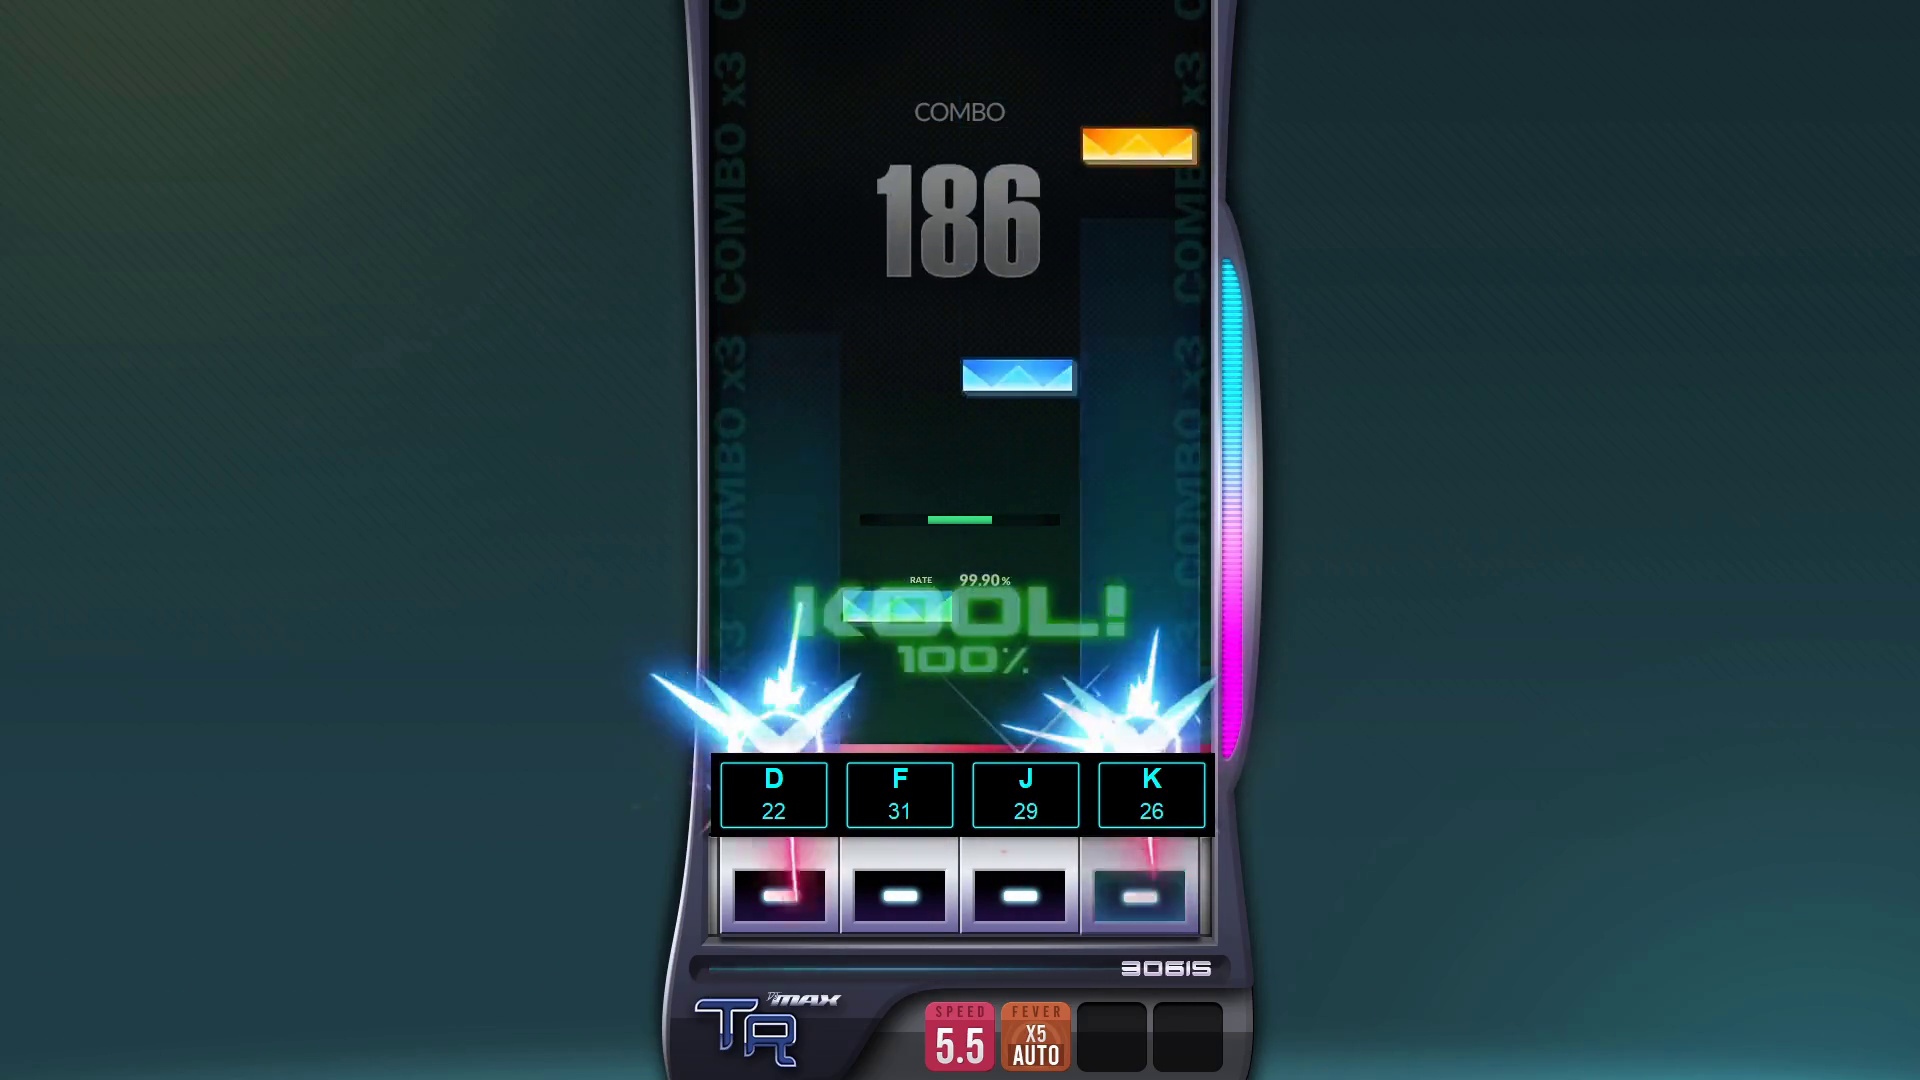 COMBO x3 COMBO x3 COMBO x3
COMBO x3 COMBO x3 COMBO x3
COMBO
186
RATE 99.90%
KOOL!
100%
D F J K
22 31 29 26
30615
DJMAX
TR
SPEED
5.5
FEVER
X5
AUTO